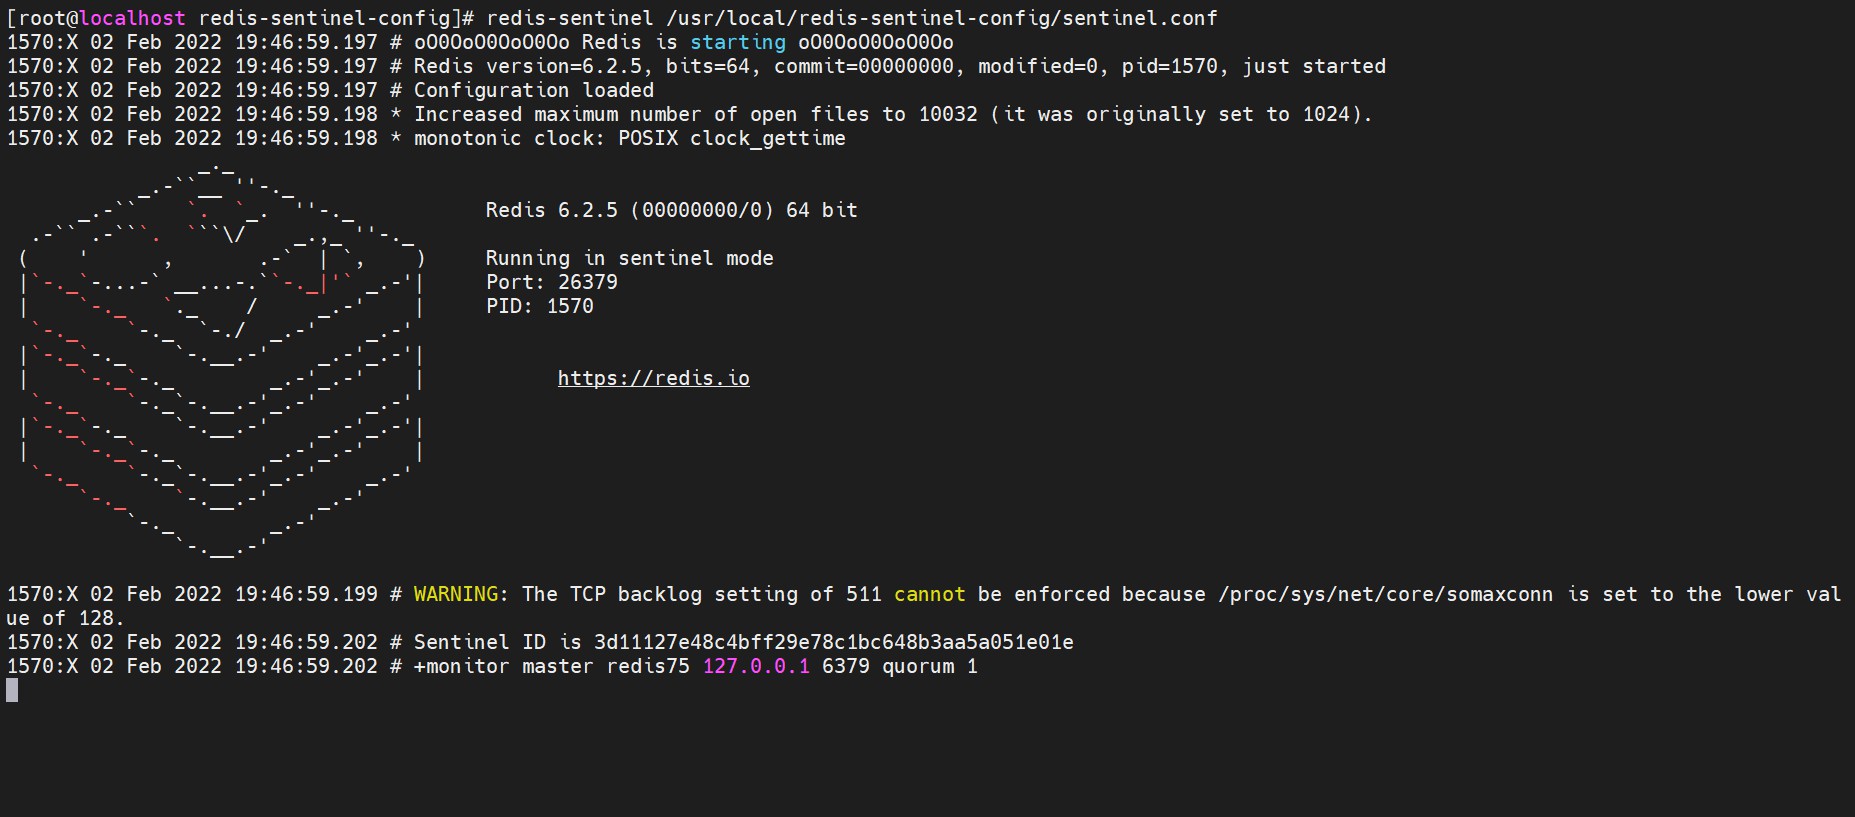 [root@localhost redis-sentinel-config]# redis-sentinel /usr/local/redis-sentinel-config/sentinel.conf
1570:X 02 Feb 2022 19:46:59.197 # oO0OoO0OoO0Oo Redis is starting oO0OoO0OoO0Oo
1570:X 02 Feb 2022 19:46:59.197 # Redis version=6.2.5, bits=64, commit=00000000, modified=0, pid=1570, just started
1570:X 02 Feb 2022 19:46:59.197 # Configuration loaded
1570:X 02 Feb 2022 19:46:59.198 * Increased maximum number of open files to 10032 (it was originally set to 1024).
1570:X 02 Feb 2022 19:46:59.198 * monotonic clock: POSIX clock_gettime
Redis 6.2.5 (00000000/0) 64 bit
Running in sentinel mode
Port: 26379
PID: 1570
https://redis.io
1570:X 02 Feb 2022 19:46:59.199 # WARNING: The TCP backlog setting of 511 cannot be enforced because /proc/sys/net/core/somaxconn is set to the lower val
ue of 128.
1570:X 02 Feb 2022 19:46:59.202 # Sentinel ID is 3d11127e48c4bff29e78c1bc648b3aa5a051e01e
1570:X 02 Feb 2022 19:46:59.202 # +monitor master redis75 127.0.0.1 6379 quorum 1